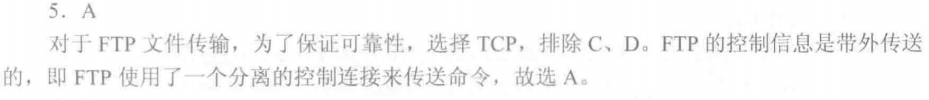 5. A
对于 FTP 文件传输，为了保证可靠性，选择 TCP，排除 C、D。FTP 的控制信息是带外传送
的，即 FTP 使用了一个分离的控制连接来传送命令，故选 A。